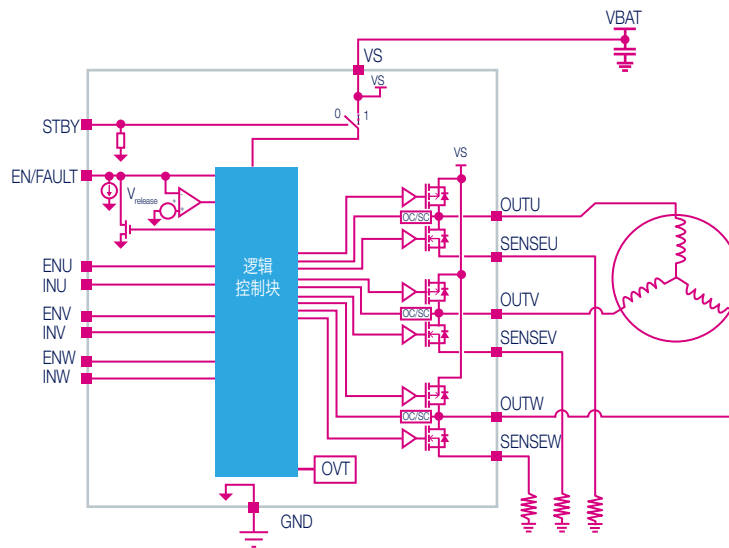 VBAT
VS
VS
0 1
STBY
EN/FAULT
Vrelease
VS
OC/SC
OUTU
SENSEU
ENU
INU
逻辑
控制块
OC/SC
OUTV
ENV
INV
SENSEV
ENW
INW
OC/SC
OUTW
SENSEW
OVT
GND